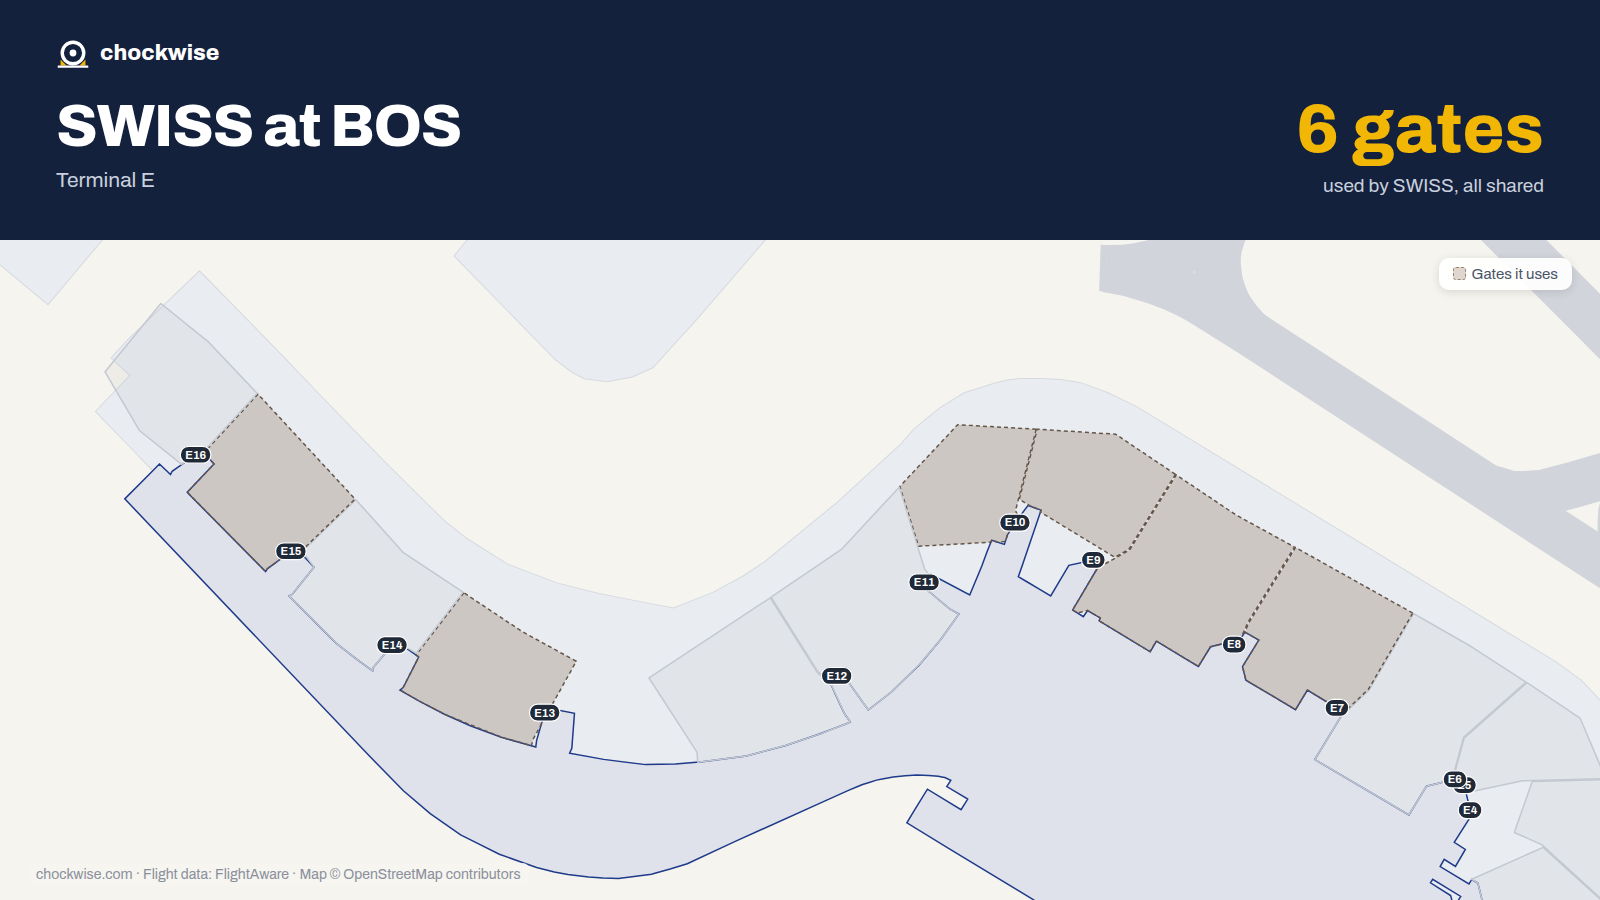 chockwise
SWISS at BOS
Terminal E
6 gates
used by SWISS, all shared
Gates it uses
E16
E15
E14
E13
E12
E11
E10
E9
E8
E7
E6
E4
chockwise.com · Flight data: FlightAware · Map © OpenStreetMap contributors